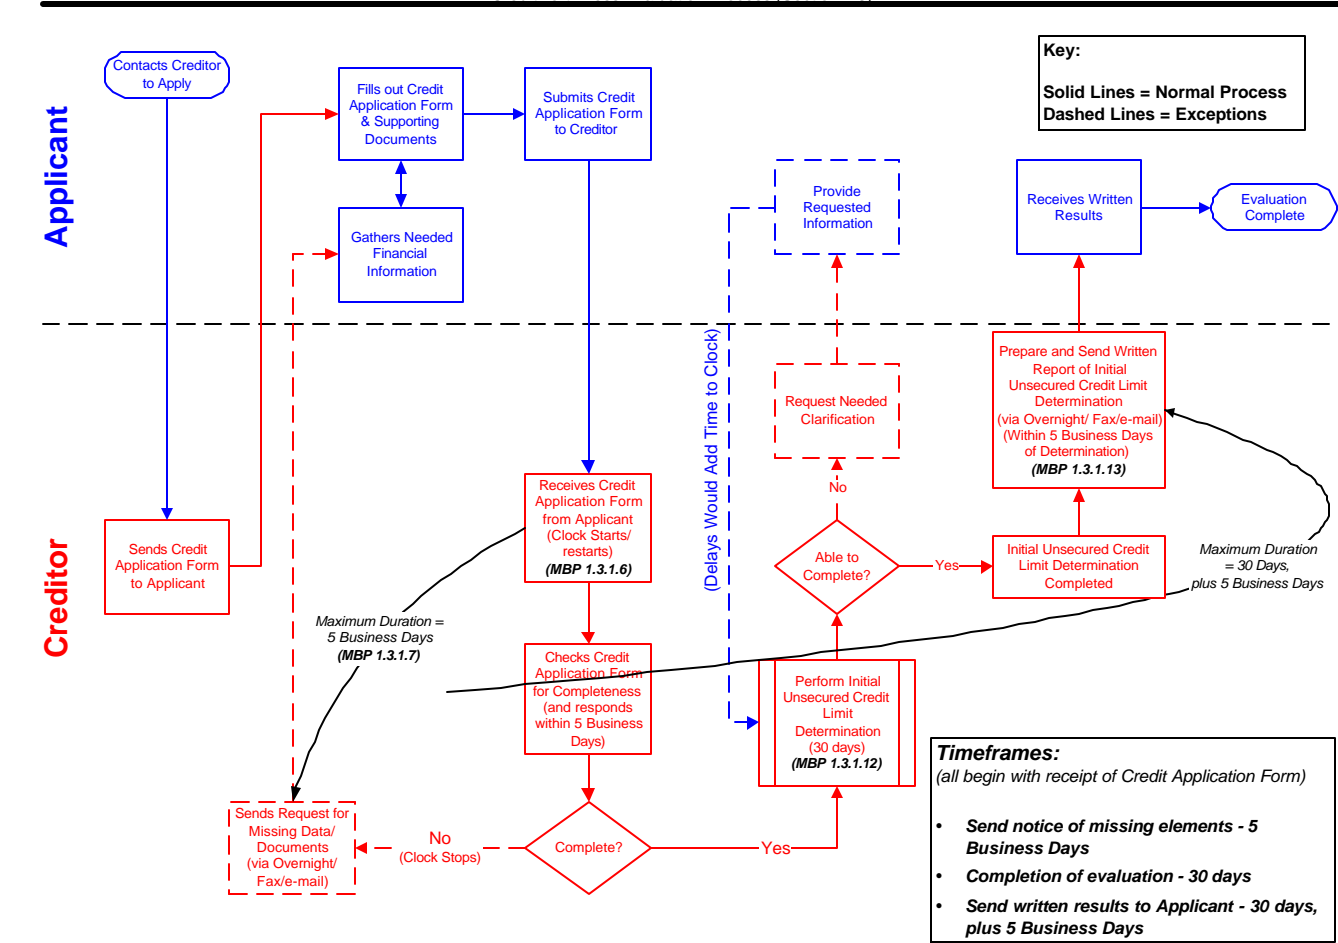 Key:
Solid Lines = Normal Process
Dashed Lines = Exceptions
Applicant
Contacts Creditor
to Apply
Fills out Credit
Application Form
& Supporting
Documents
Submits Credit
Application Form
to Creditor
Gathers Needed
Financial
Information
Provide
Requested
Information
Receives Written
Results
Evaluation
Complete
Creditor
Sends Credit
Application Form
to Applicant
Receives Credit
Application Form
from Applicant
(Clock Starts/
restarts)
(MBP 1.3.1.6)
Maximum Duration =
5 Business Days
(MBP 1.3.1.7)
Checks Credit
Application Form
for Completeness
(and responds
within 5 Business
Days)
Sends Request for
Missing Data/
Documents
(via Overnight/
Fax/e-mail)
No
(Clock Stops)
Complete?
Yes
(Delays Would Add Time to Clock)
Request Needed
Clarification
No
Able to
Complete?
Yes
Perform Initial
Unsecured Credit
Limit
Determination
(30 days)
(MBP 1.3.1.12)
Prepare and Send Written
Report of Initial
Unsecured Credit Limit
Determination
(via Overnight/ Fax/e-mail)
(Within 5 Business Days
of Determination)
(MBP 1.3.1.13)
Initial Unsecured Credit
Limit Determination
Completed
Maximum Duration
= 30 Days,
plus 5 Business Days
Timeframes:
(all begin with receipt of Credit Application Form)
• Send notice of missing elements - 5
Business Days
• Completion of evaluation - 30 days
• Send written results to Applicant - 30 days,
plus 5 Business Days